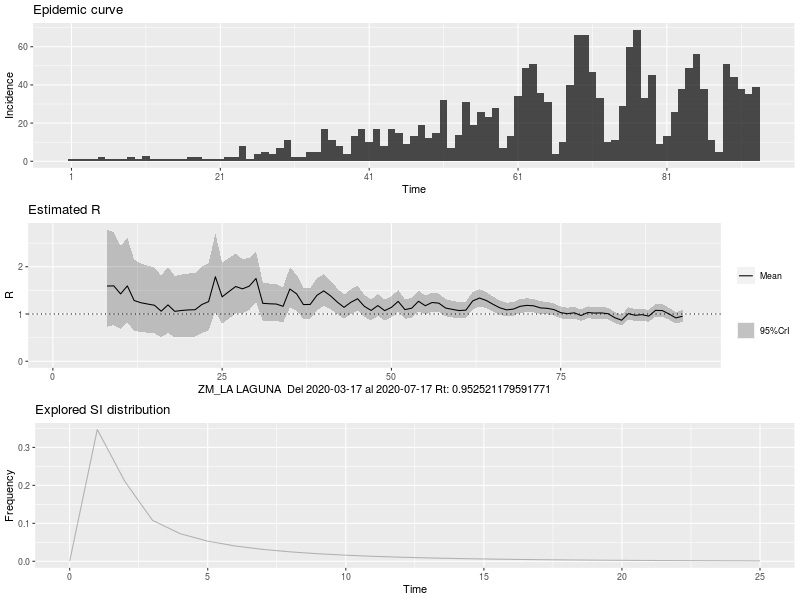 Epidemic curve
60
40
20
0
Incidence
1 21 41 61 81
Time
Estimated R
2
1
0
R
0 25 50 75
ZM_LA LAGUNA Del 2020-03-17 al 2020-07-17 Rt: 0.952521179591771
Mean
95%CrI
Explored SI distribution
0.3
0.2
0.1
0.0
Frequency
0 5 10 15 20 25
Time